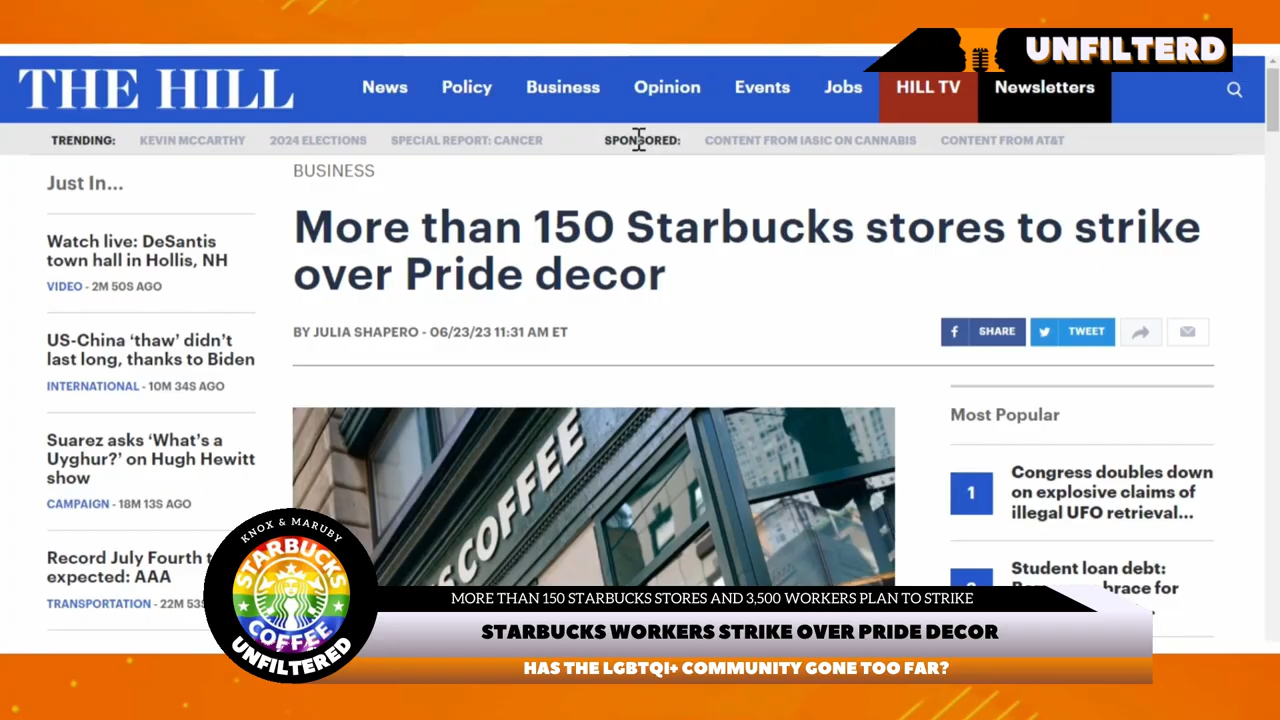 UNFILTERD
THE HILL
News Policy Business Opinion Events Jobs HILL TV Newsletters
TRENDING: KEVIN MCCARTHY 2024 ELECTIONS SPECIAL REPORT: CANCER SPONSORED: CONTENT FROM IASIC ON CANNABIS CONTENT FROM AT&T
Just In...
Watch live: DeSantis
town hall in Hollis, NH
VIDEO - 2M 50S AGO
US-China ‘thaw’ didn’t
last long, thanks to Biden
INTERNATIONAL - 10M 34S AGO
Suarez asks ‘What’s a
Uyghur?’ on Hugh Hewitt
show
CAMPAIGN - 18M 13S AGO
Record July Fourth
expected: AAA
TRANSPORTATION - 22M 53S
BUSINESS
More than 150 Starbucks stores to strike
over Pride decor
BY JULIA SHAPERO - 06/23/23 11:31 AM ET
SHARE TWEET
COFFEE
Most Popular
1
Congress doubles down
on explosive claims of
illegal UFO retrieval...
Student loan debt:
brace for
KNOX & MARUBY
STARBUCKS
COFFEE
UNFILTERED
MORE THAN 150 STARBUCKS STORES AND 3,500 WORKERS PLAN TO STRIKE
STARBUCKS WORKERS STRIKE OVER PRIDE DECOR
HAS THE LGBTQI+ COMMUNITY GONE TOO FAR?